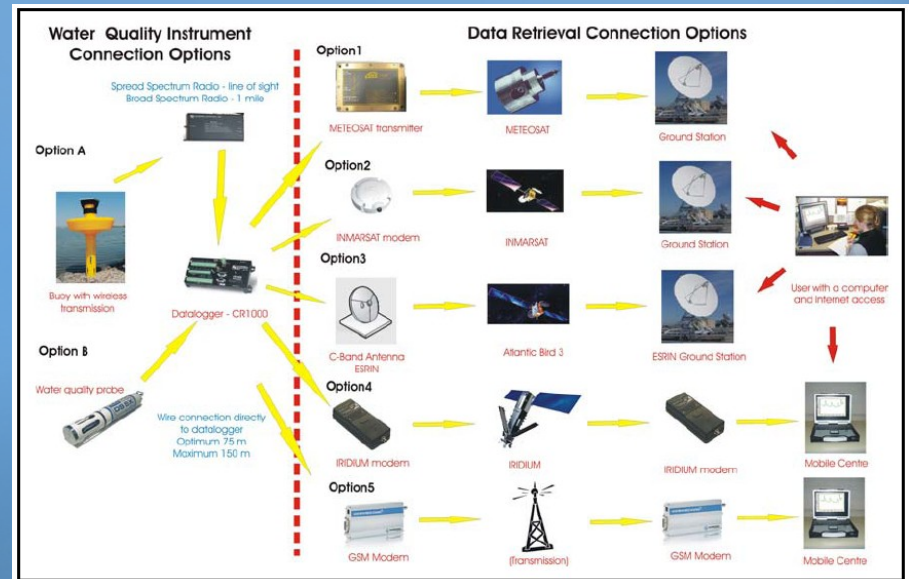 Water Quality Instrument
Connection Options
Data Retrieval Connection Options
Spread Spectrum Radio - line of sight
Broad Spectrum Radio - 1 mile
Option A
Buoy with wireless
transmission
Datalogger - CR1000
Option B
Water quality probe
Wire connection directly
to datalogger
Optimum 75 m
Maximum 150 m
Option1
METEOSAT transmitter
METEOSAT
Ground Station
Option2
INMARSAT modem
INMARSAT
Ground Station
User with a computer
and internet access
Option3
C-Band Antenna
ESRIN
Atlantic Bird 3
ESRIN Ground Station
Option4
IRIDIUM modem
IRIDIUM
IRIDIUM modem
Mobile Centre
Option5
GSM Modem
(Transmission)
GSM Modem
Mobile Centre